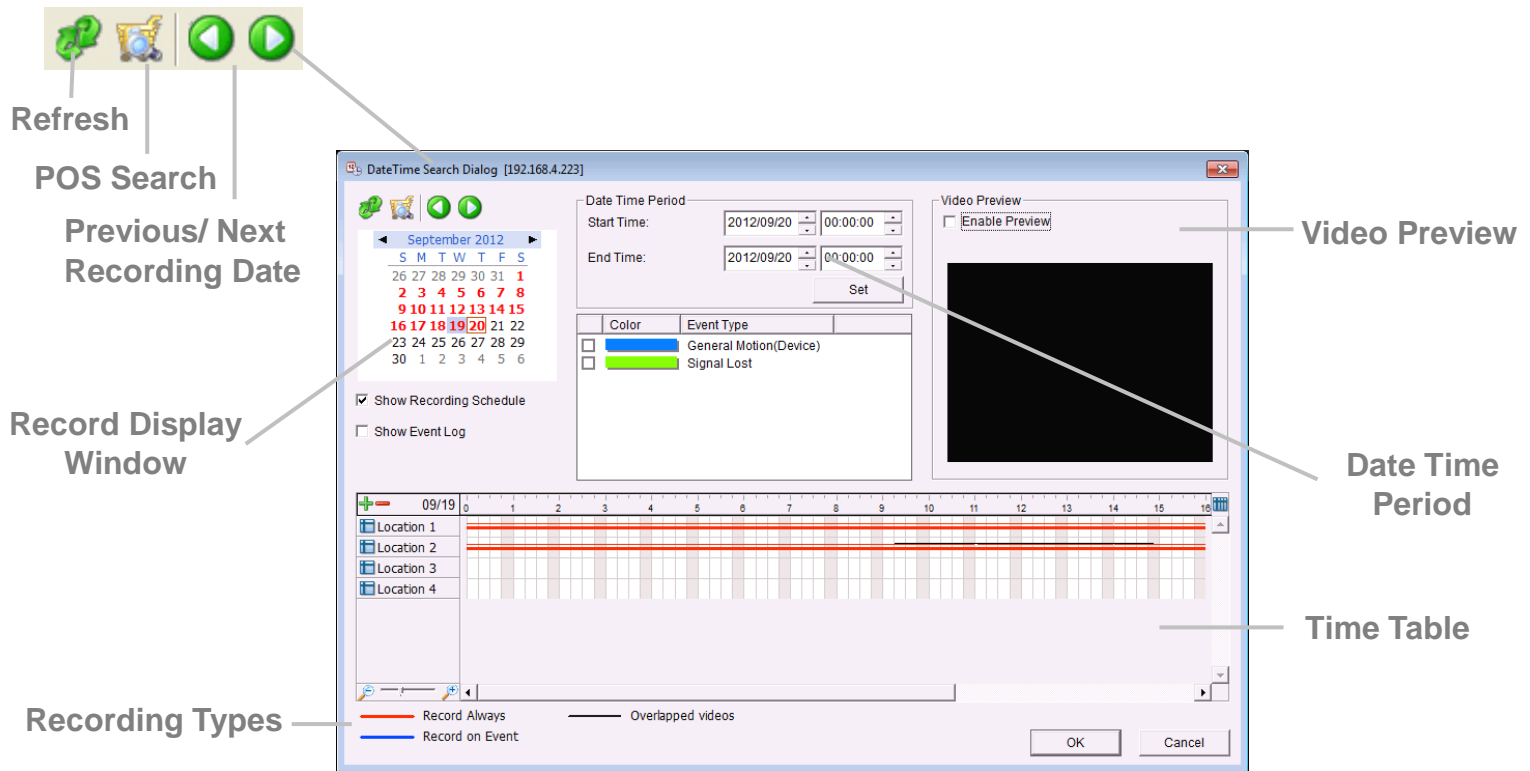 Refresh
POS Search
Previous/ Next
Recording Date
Record Display
Window
Recording Types
Video Preview
Date Time
Period
Time Table
DateTime Search Dialog [192.168.4.223]
September 2012
S M T W T F S
26 27 28 29 30 31 1
2 3 4 5 6 7 8
9 10 11 12 13 14 15
16 17 18 19 20 21 22
23 24 25 26 27 28 29
30 1 2 3 4 5 6
Show Recording Schedule
Show Event Log
Date Time Period
Start Time: 2012/09/20 00:00:00
End Time: 2012/09/20 00:00:00
Set
Color Event Type
General Motion(Device)
Signal Lost
Video Preview
Enable Preview
09/19 0 1 2 3 4 5 6 7 8 9 10 11 12 13 14 15 16
Location 1
Location 2
Location 3
Location 4
Record Always Overlapped videos
Record on Event
OK Cancel